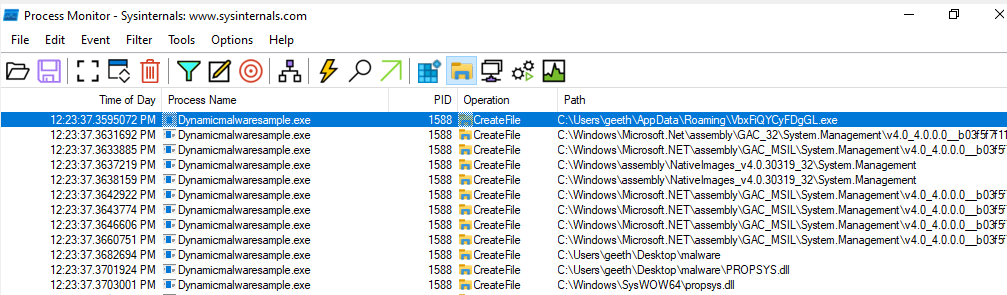 Process Monitor - Sysinternals: www.sysinternals.com
File Edit Event Filter Tools Options Help
Time of Day Process Name PID Operation Path
12:23:37.3595072 PM Dynamicmalwaresample.exe 1588 CreateFile C:\Users\geeth\AppData\Roaming\VbxFiQYCyFDgGL.exe
12:23:37.3631692 PM Dynamicmalwaresample.exe 1588 CreateFile C:\Windows\Microsoft.Net\assembly\GAC_32\System.Management\v4.0_4.0.0.0__b03f5f7f11
12:23:37.3633885 PM Dynamicmalwaresample.exe 1588 CreateFile C:\Windows\Microsoft.NET\assembly\GAC_MSIL\System.Management\v4.0_4.0.0.0__b03f5
12:23:37.3637219 PM Dynamicmalwaresample.exe 1588 CreateFile C:\Windows\assembly\NativeImages_v4.0.30319_32\System.Management
12:23:37.3638159 PM Dynamicmalwaresample.exe 1588 CreateFile C:\Windows\assembly\NativeImages_v4.0.30319_32\System.Management
12:23:37.3642922 PM Dynamicmalwaresample.exe 1588 CreateFile C:\Windows\Microsoft.NET\assembly\GAC_MSIL\System.Management\v4.0_4.0.0.0__b03f5
12:23:37.3643774 PM Dynamicmalwaresample.exe 1588 CreateFile C:\Windows\Microsoft.NET\assembly\GAC_MSIL\System.Management\v4.0_4.0.0.0__b03f5
12:23:37.3646606 PM Dynamicmalwaresample.exe 1588 CreateFile C:\Windows\Microsoft.NET\assembly\GAC_MSIL\System.Management\v4.0_4.0.0.0__b03f5
12:23:37.3660751 PM Dynamicmalwaresample.exe 1588 CreateFile C:\Windows\Microsoft.NET\assembly\GAC_MSIL\System.Management\v4.0_4.0.0.0__b03f5
12:23:37.3682694 PM Dynamicmalwaresample.exe 1588 CreateFile C:\Users\geeth\Desktop\malware
12:23:37.3701924 PM Dynamicmalwaresample.exe 1588 CreateFile C:\Users\geeth\Desktop\malware\PROPSYS.dll
12:23:37.3703001 PM Dynamicmalwaresample.exe 1588 CreateFile C:\Windows\SysWOW64\propsys.dll